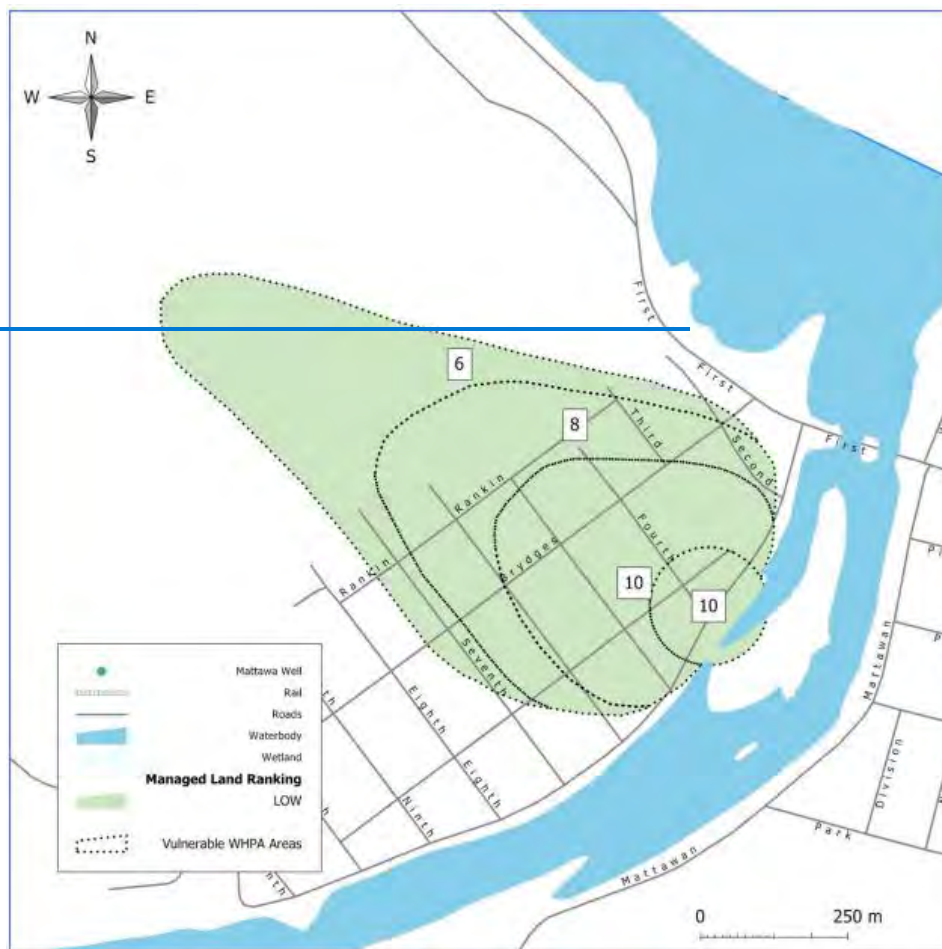 N
W E
S
First
First
First
6
8
Third
Second
Rankin
Fourth
Brydges
10
10
Rankin
Seventh
Eighth
Eighth
Ninth
Mattawan
Division
Park
Mattawan
Mattawa Well
Rail
Roads
Waterbody
Wetland
Managed Land Ranking
LOW
Vulnerable WHPA Areas
0 250 m